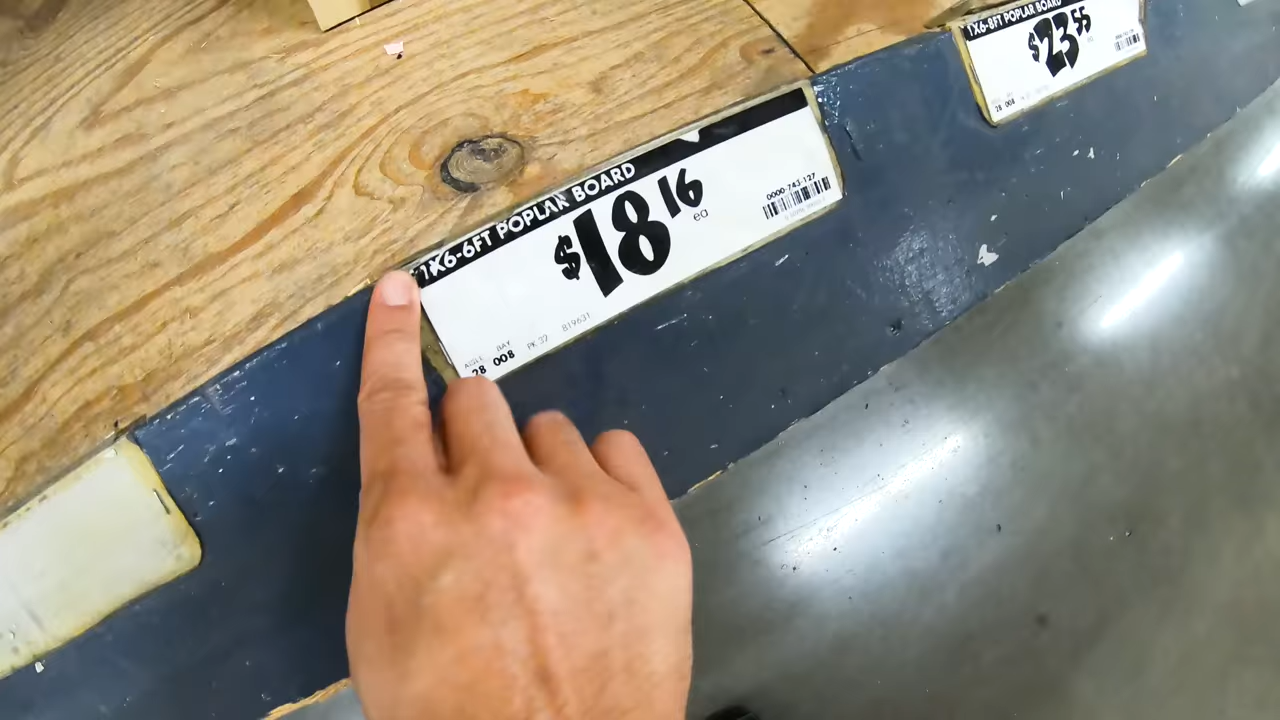 1X6-6FT POPLAR BOARD
$18 16
ea
0000-743-127
AISLE BAY
28 008 PK 37 819631
1X6-8FT POPLAR BOARD
$23 55
28 008